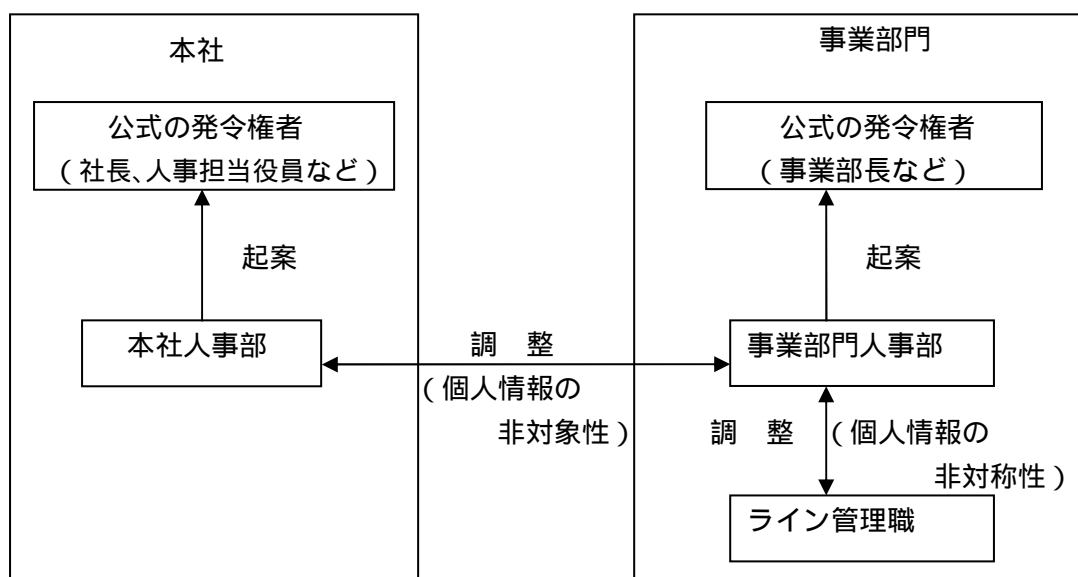 本社
公式の発令権者
（社長、人事担当役員など）
起案
本社人事部
調　整
（個人情報の
非対象性）
事業部門
公式の発令権者
（事業部長など）
起案
事業部門人事部
調　整　（個人情報の
非対称性）
ライン管理職